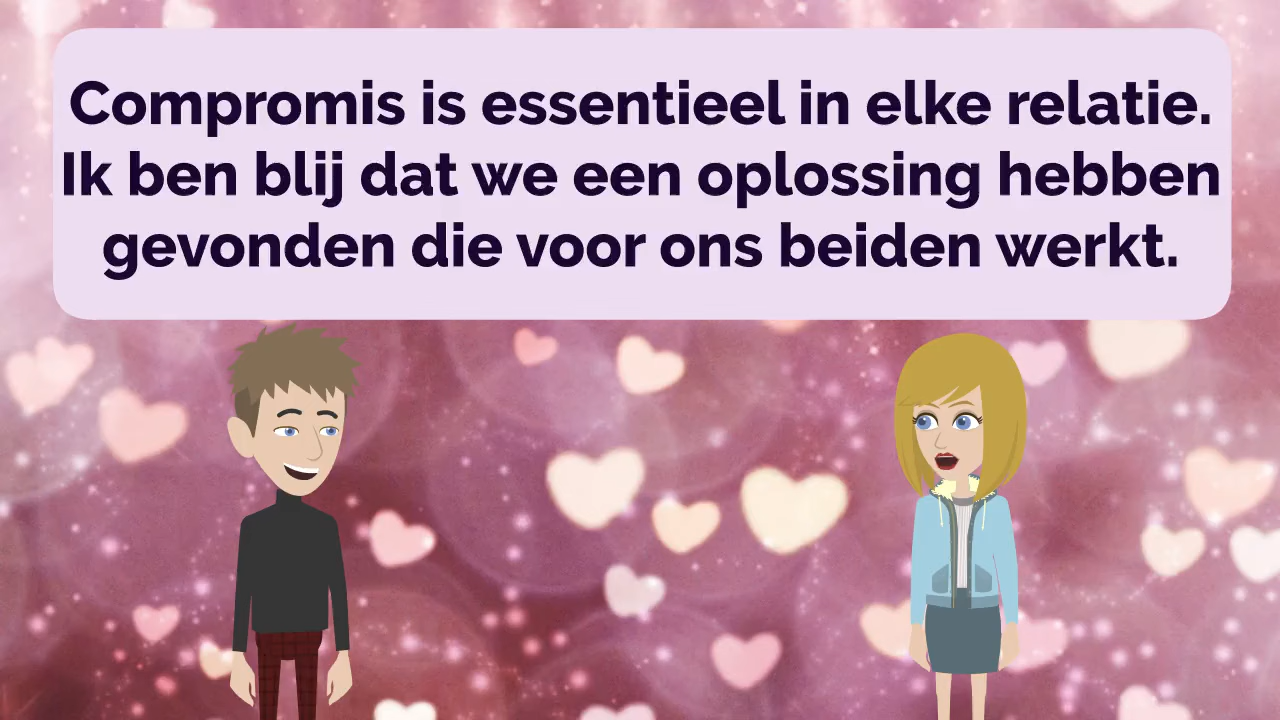 Compromis is essentieel in elke relatie.
Ik ben blij dat we een oplossing hebben
gevonden die voor ons beiden werkt.